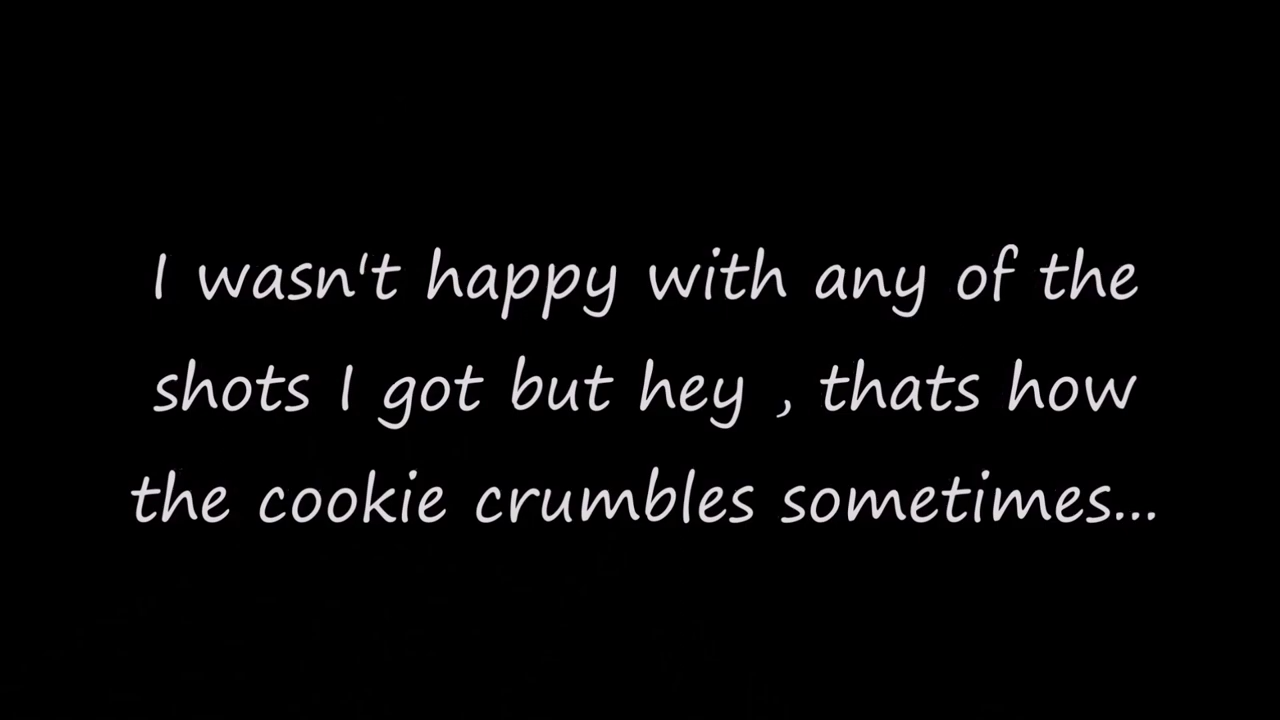 I wasn't happy with any of the
shots I got but hey , thats how
the cookie crumbles sometimes...